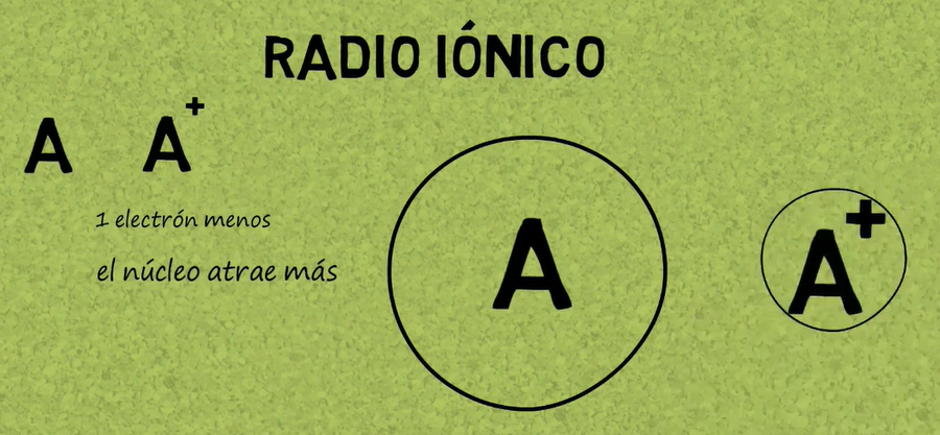 RADIO IÓNICO
A A⁺
1 electrón menos
el núcleo atrae más
A
A⁺